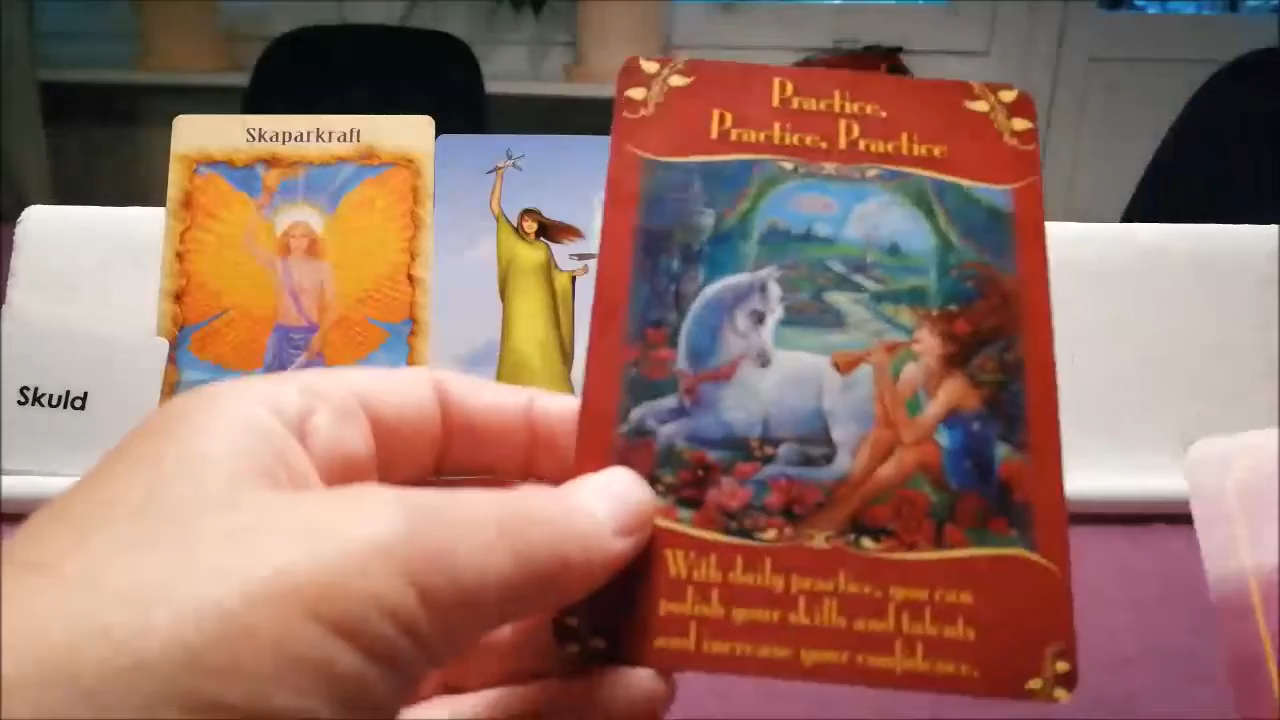 Skaparkraft
Skuld
Practice,
Practice, Practice
With daily practice, you can
polish your skills and talents
and increase your confidence.